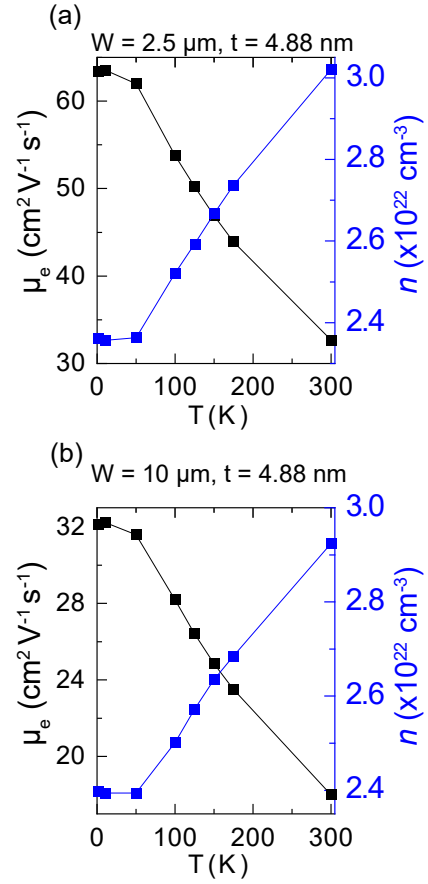 (a)
W = 2.5 µm, t = 4.88 nm
60
50
40
30
μe (cm² V⁻¹ s⁻¹)
3.0
2.8
2.6
2.4
n (x10²² cm⁻³)
0 100 200 300
T (K)
(b)
W = 10 µm, t = 4.88 nm
32
28
24
18
μe (cm² V⁻¹ s⁻¹)
3.0
2.8
2.6
2.4
n (x10²² cm⁻³)
0 100 200 300
T (K)